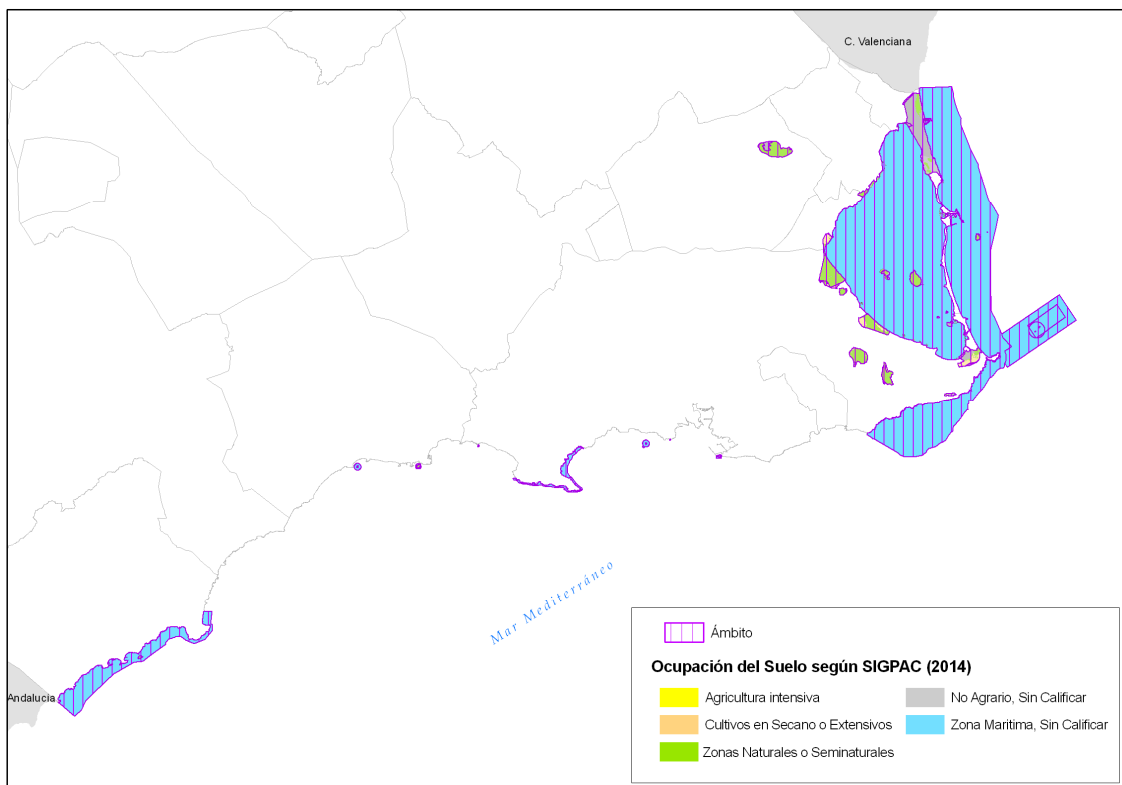 C. Valenciana
Mar Mediterráneo
Andalucia
Ámbito
Ocupación del Suelo según SIGPAC (2014)
Agricultura intensiva
No Agrario, Sin Calificar
Cultivos en Secano o Extensivos
Zona Maritima, Sin Calificar
Zonas Naturales o Seminaturales